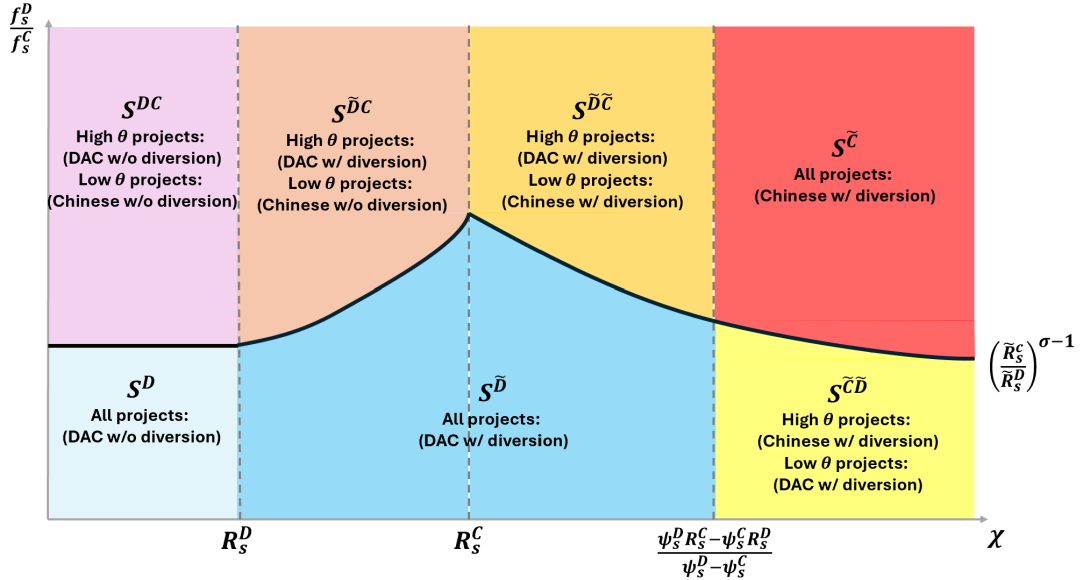 f_s^D / f_s^C
S^{DC}
High θ projects:
(DAC w/o diversion)
Low θ projects:
(Chinese w/o diversion)
S^{D̃C}
High θ projects:
(DAC w/ diversion)
Low θ projects:
(Chinese w/o diversion)
S^{D̃C̃}
High θ projects:
(DAC w/ diversion)
Low θ projects:
(Chinese w/ diversion)
S^{C̃}
All projects:
(Chinese w/ diversion)
S^D
All projects:
(DAC w/o diversion)
S^{D̃}
All projects:
(DAC w/ diversion)
S^{C̃D̃}
High θ projects:
(Chinese w/ diversion)
Low θ projects:
(DAC w/ diversion)
(R̃_s^c / R̃_s^D)^{σ−1}
R_s^D
R_s^C
(ψ_s^D R_s^C − ψ_s^C R_s^D) / (ψ_s^D − ψ_s^C)
χ